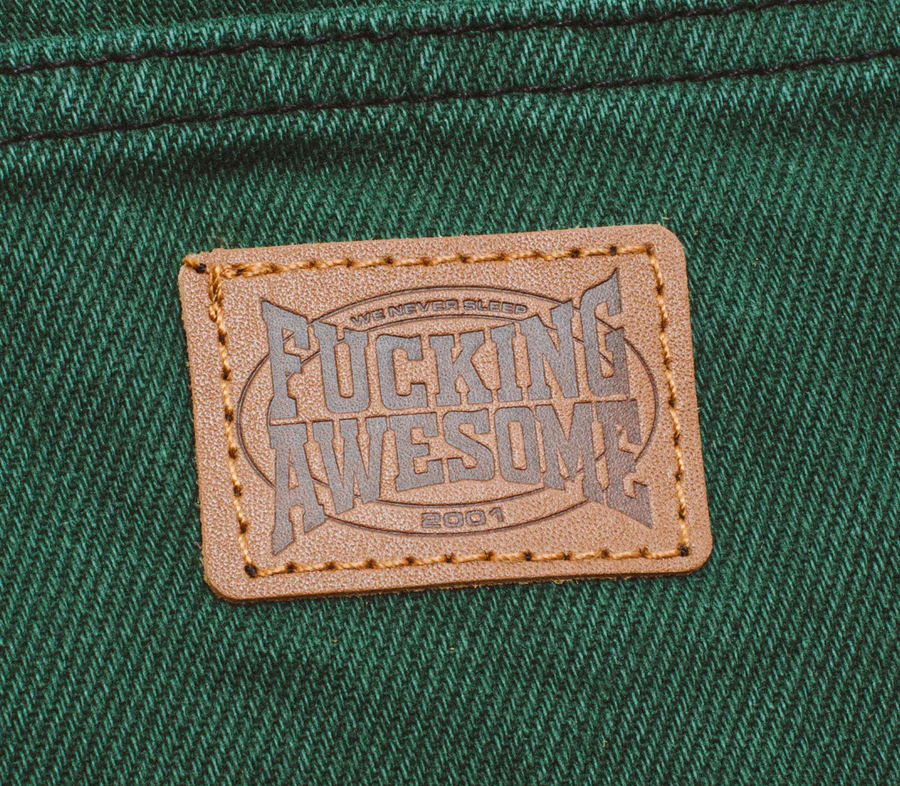 WE NEVER SLEEP
FUCKING
AWESOME
2001